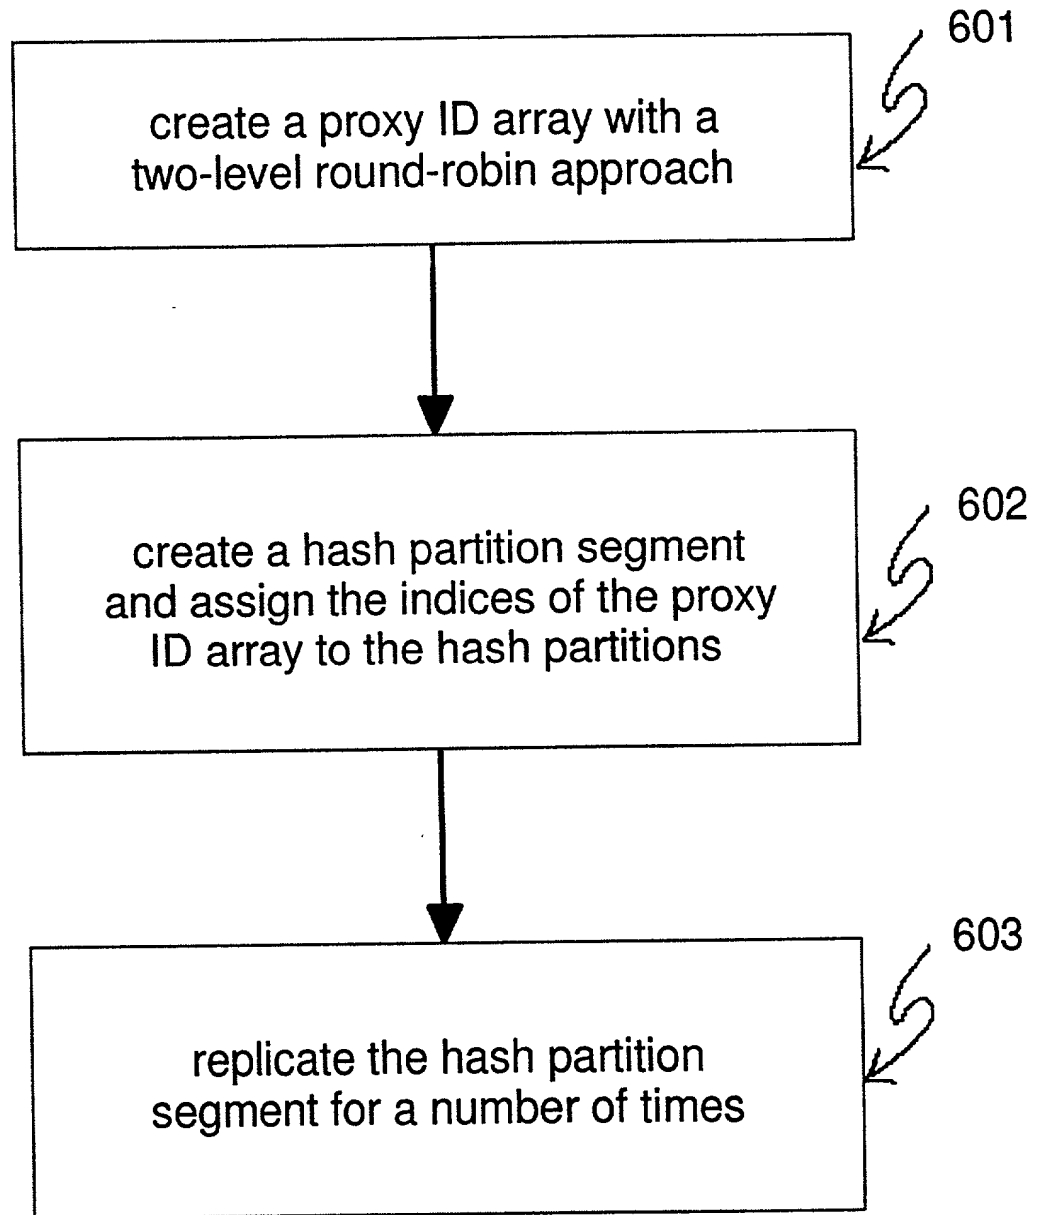 601
create a proxy ID array with a
two-level round-robin approach
602
create a hash partition segment
and assign the indices of the proxy
ID array to the hash partitions
603
replicate the hash partition
segment for a number of times